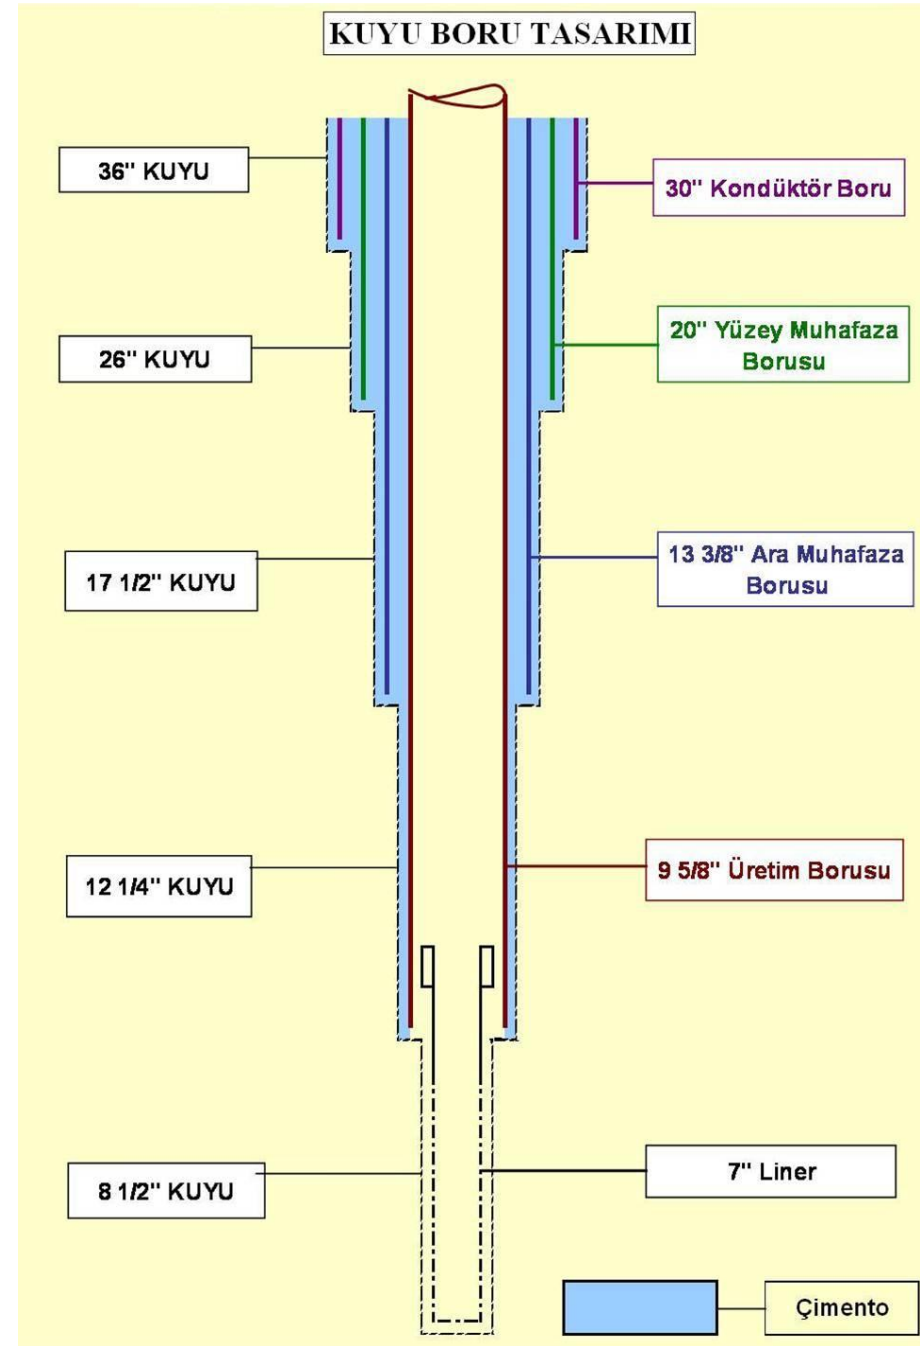 KUYU BORU TASARIMI
36" KUYU
30" Kondüktör Boru
26" KUYU
20" Yüzey Muhafaza
Borusu
17 1/2" KUYU
13 3/8" Ara Muhafaza
Borusu
12 1/4" KUYU
9 5/8" Üretim Borusu
8 1/2" KUYU
7" Liner
Çimento